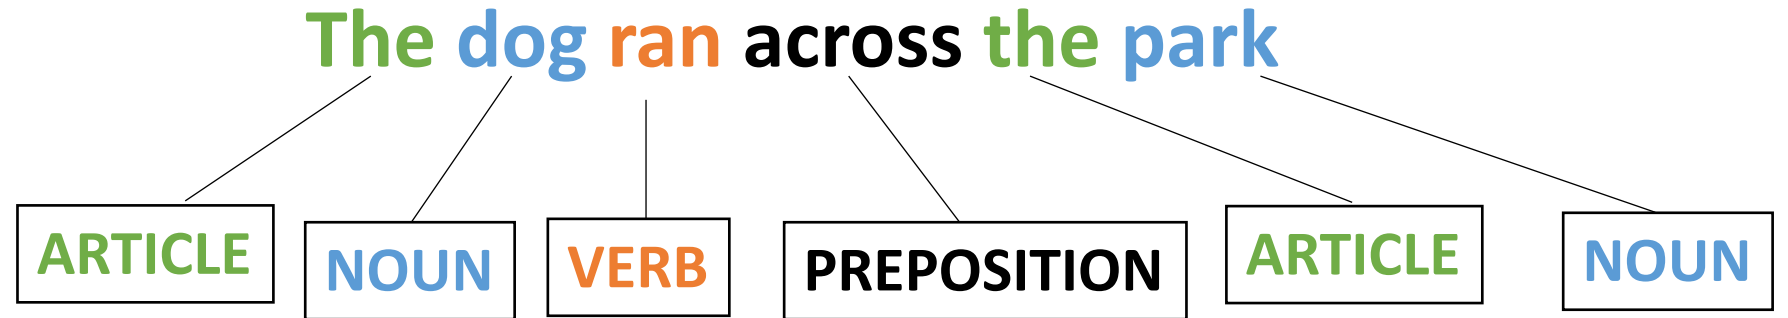 The dog ran across the park
ARTICLE NOUN VERB PREPOSITION ARTICLE NOUN